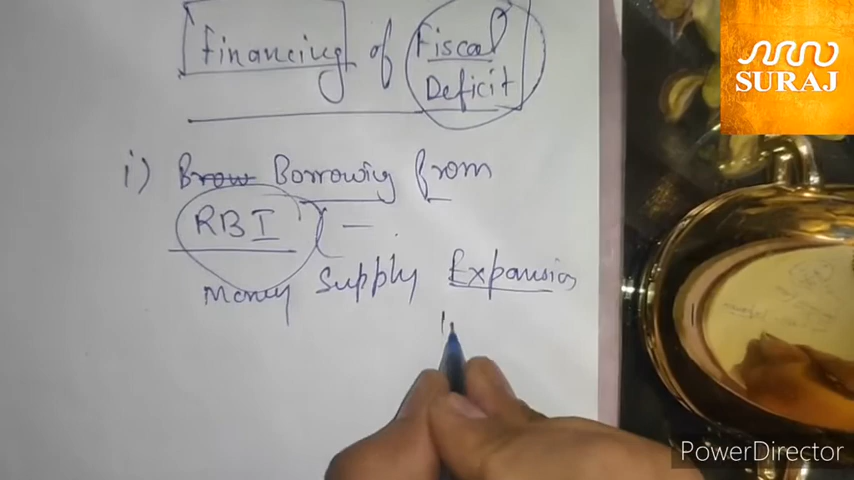 Financing of Fiscal
Deficit
i) Brow Borrowing from
RBI -
Money Supply Expansion
SURAJ
PowerDirector